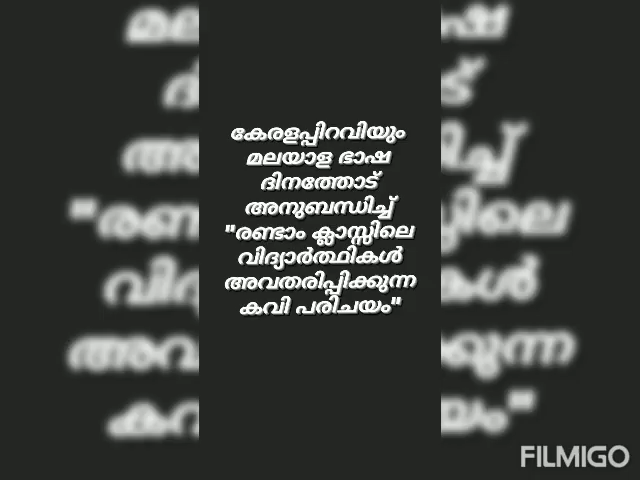 കേരളപ്പിറവിയും
മലയാള ഭാഷ
ദിനത്തോട്
അനുബന്ധിച്ച്
"രണ്ടാം ക്ലാസ്സിലെ
വിദ്യാർത്ഥികൾ
അവതരിപ്പിക്കുന്ന
കവി പരിചയം"
FILMIGO